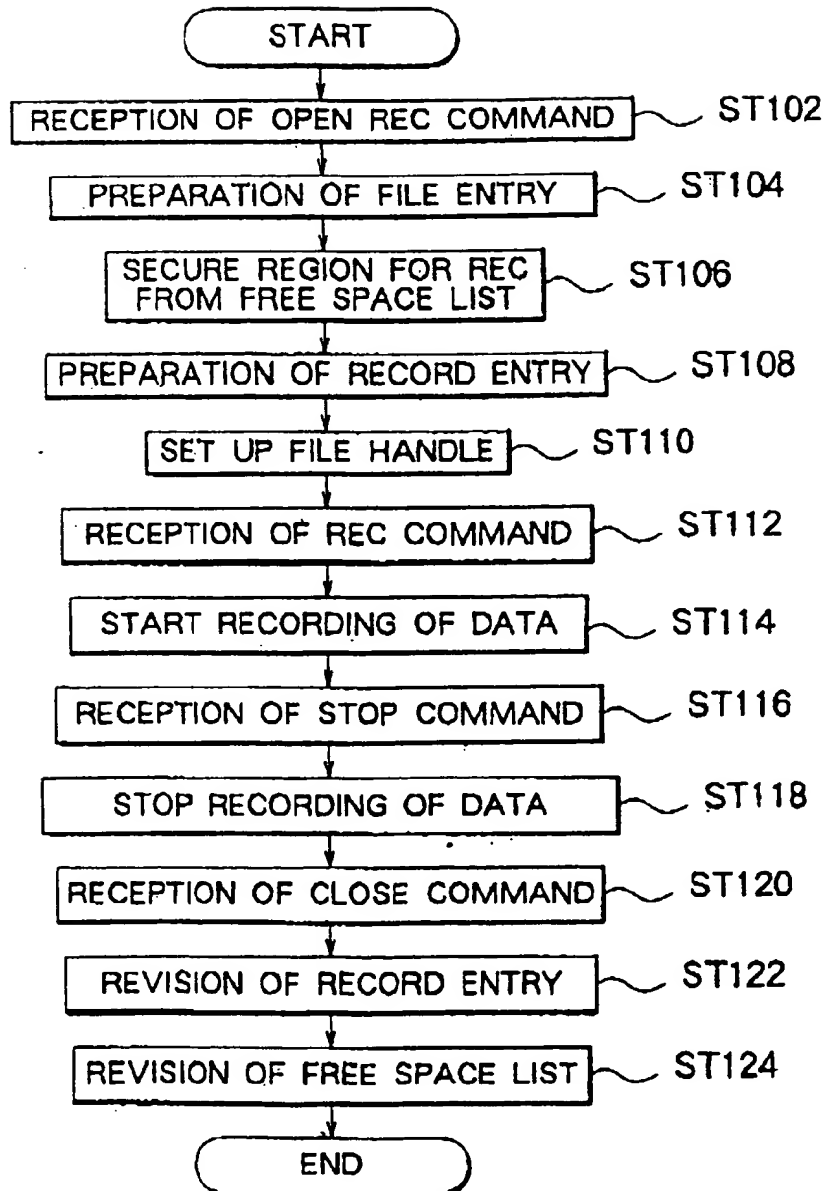 START
RECEPTION OF OPEN REC COMMAND
ST102
PREPARATION OF FILE ENTRY
ST104
SECURE REGION FOR REC
FROM FREE SPACE LIST
ST106
PREPARATION OF RECORD ENTRY
ST108
SET UP FILE HANDLE
ST110
RECEPTION OF REC COMMAND
ST112
START RECORDING OF DATA
ST114
RECEPTION OF STOP COMMAND
ST116
STOP RECORDING OF DATA
ST118
RECEPTION OF CLOSE COMMAND
ST120
REVISION OF RECORD ENTRY
ST122
REVISION OF FREE SPACE LIST
ST124
END